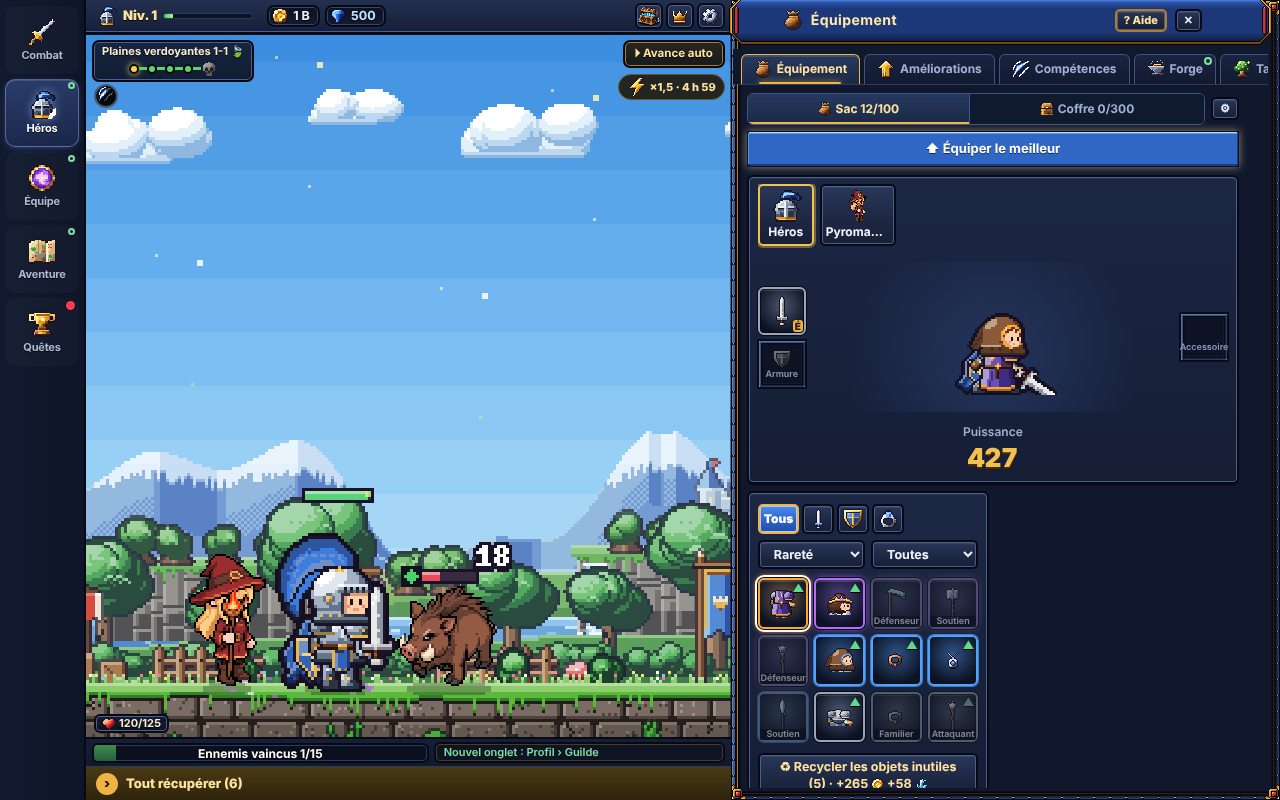 Combat
Héros
Équipe
Aventure
Quêtes
Niv. 1
1 B
500
Plaines verdoyantes 1-1
Avance auto
×1,5 · 4 h 59
18
120/125
Ennemis vaincus 1/15
Nouvel onglet : Profil › Guilde
Tout récupérer (6)
Équipement
? Aide
×
Équipement
Améliorations
Compétences
Forge
Ta
Sac 12/100
Coffre 0/300
Équiper le meilleur
Héros
Pyroma...
E
Armure
Accessoire
Puissance
427
Tous
Rareté
Toutes
Défenseur
Soutien
Défenseur
Soutien
Familier
Attaquant
Recycler les objets inutiles
(5) · +265 +58